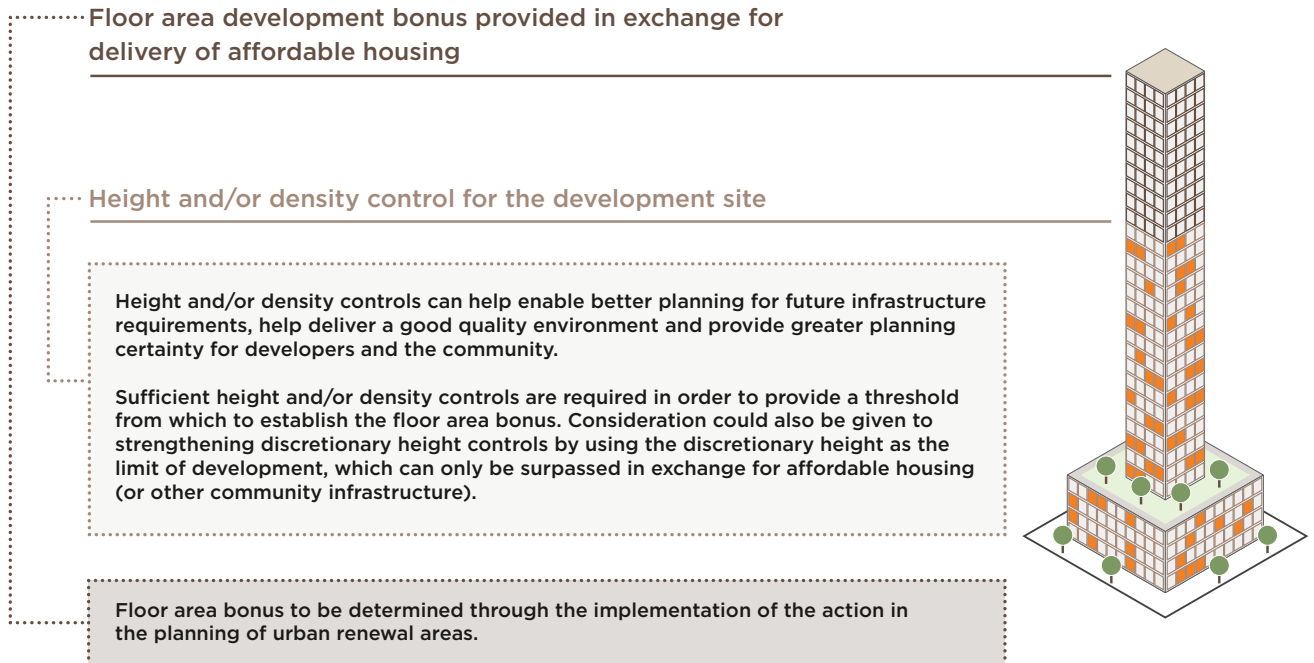 Floor area development bonus provided in exchange for
delivery of affordable housing
Height and/or density control for the development site
Height and/or density controls can help enable better planning for future infrastructure
requirements, help deliver a good quality environment and provide greater planning
certainty for developers and the community.
Sufficient height and/or density controls are required in order to provide a threshold
from which to establish the floor area bonus. Consideration could also be given to
strengthening discretionary height controls by using the discretionary height as the
limit of development, which can only be surpassed in exchange for affordable housing
(or other community infrastructure).
Floor area bonus to be determined through the implementation of the action in
the planning of urban renewal areas.